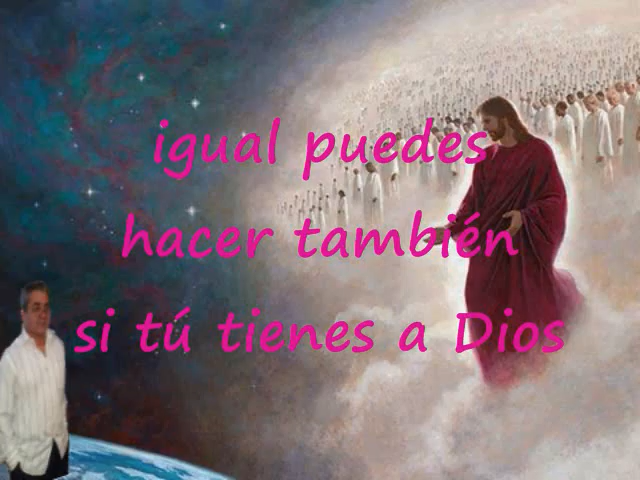 igual puedes
hacer también
si tú tienes a Dios